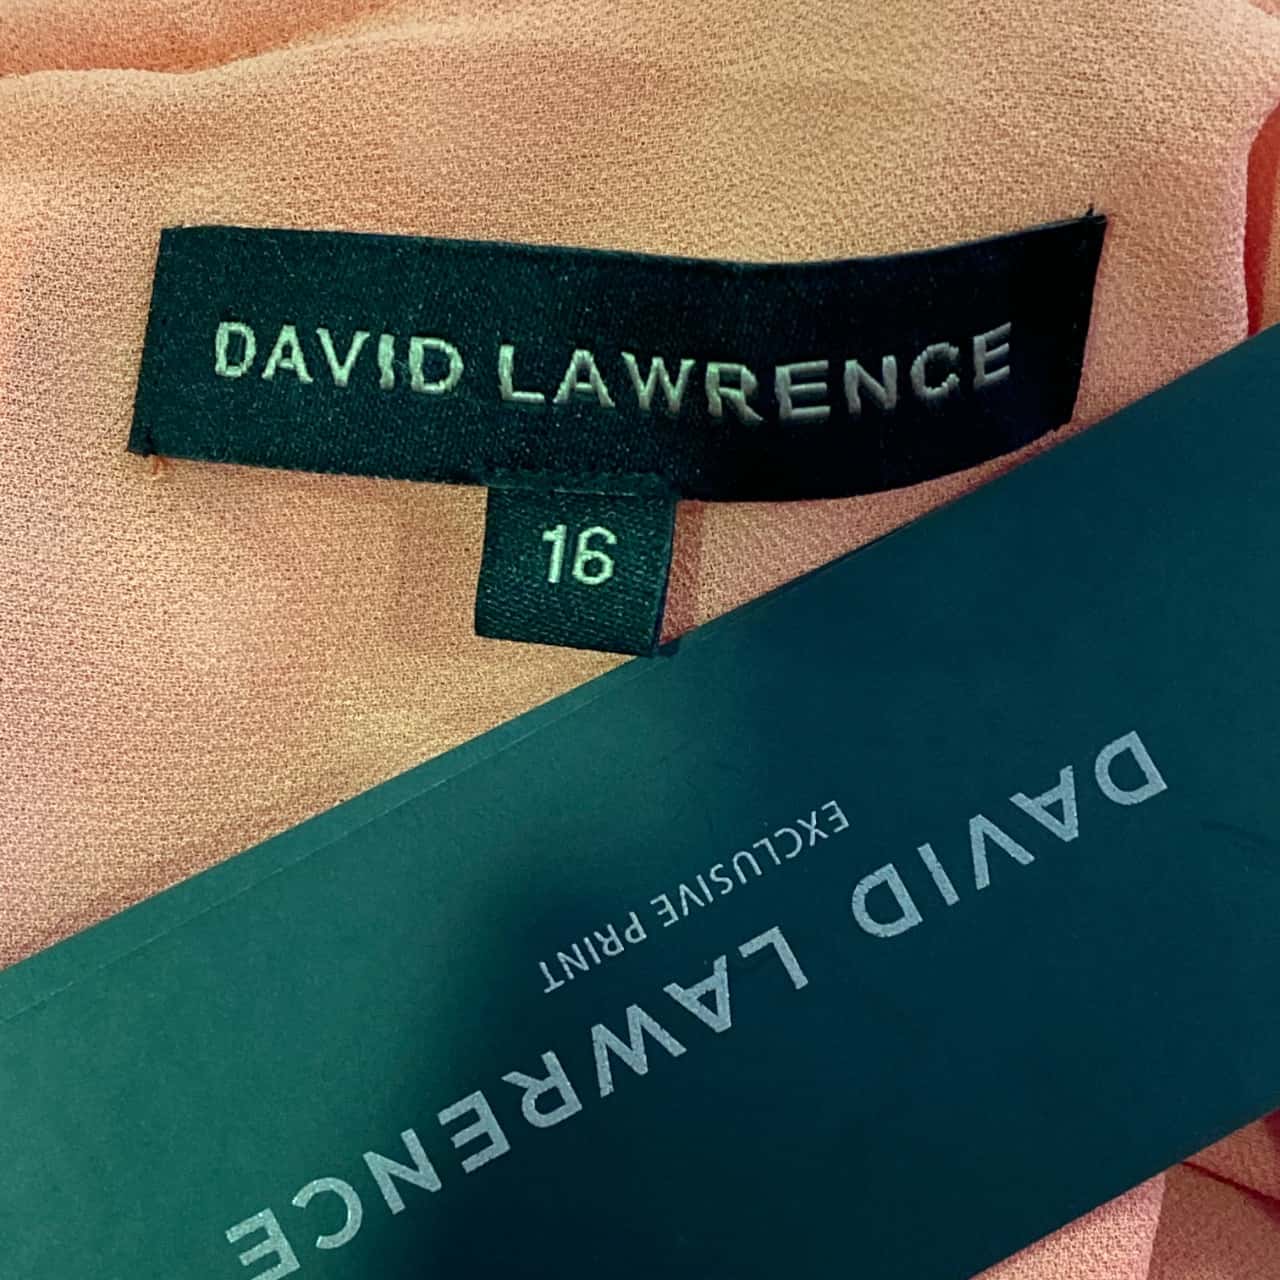 DAVID LAWRENCE
16
DAVID LAWRENCE
EXCLUSIVE PRINT